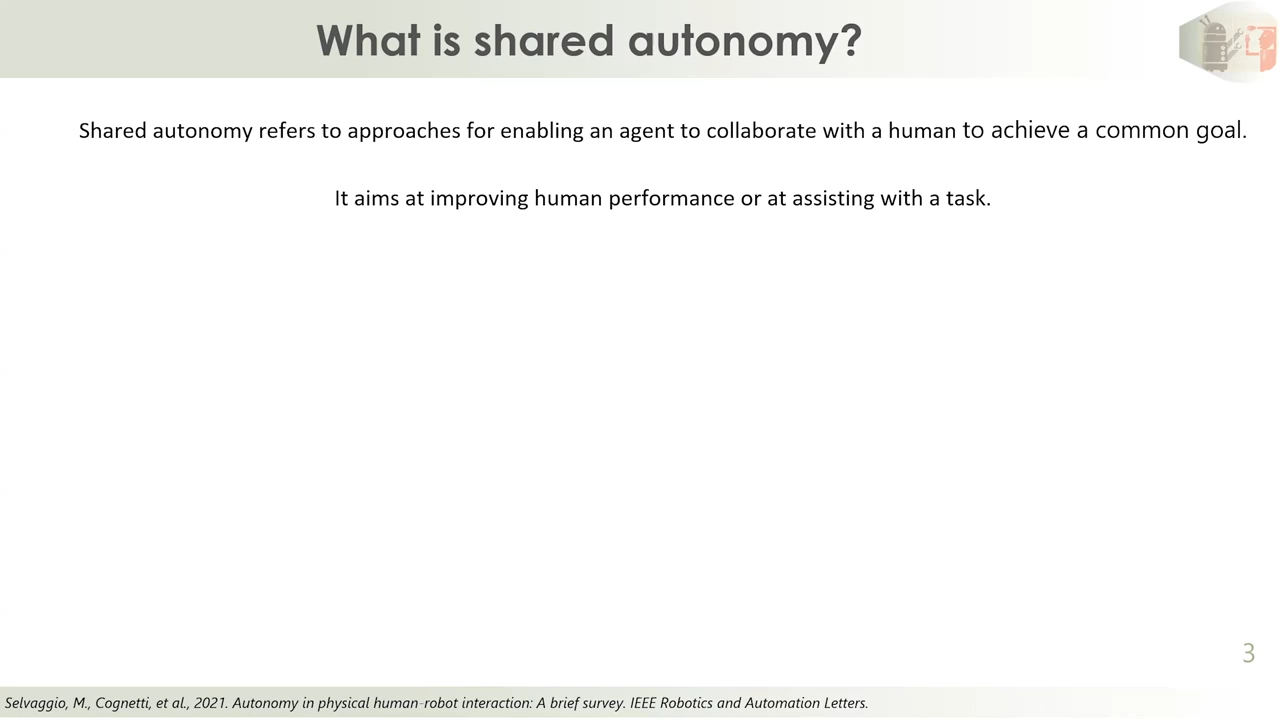 What is shared autonomy?
Shared autonomy refers to approaches for enabling an agent to collaborate with a human to achieve a common goal.
It aims at improving human performance or at assisting with a task.
3
Selvaggio, M., Cognetti, et al., 2021. Autonomy in physical human-robot interaction: A brief survey. IEEE Robotics and Automation Letters.